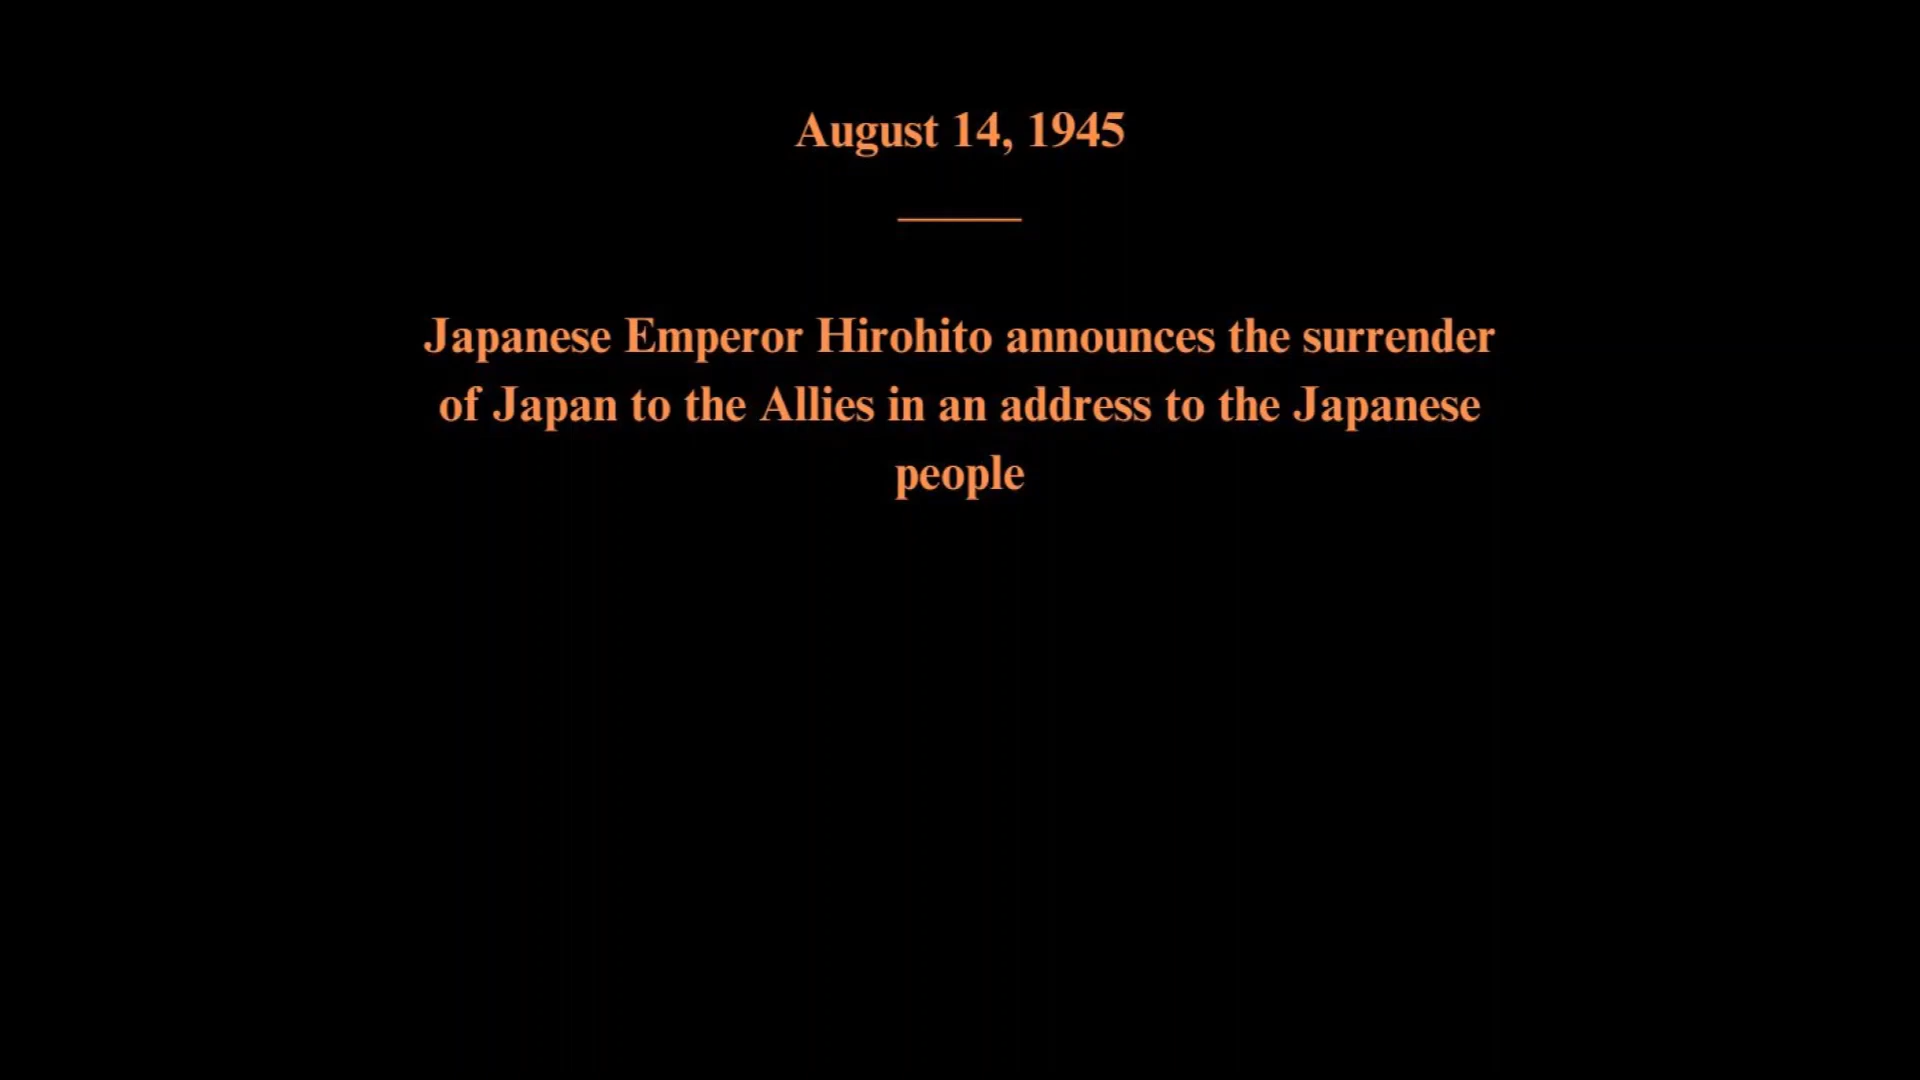 August 14, 1945
Japanese Emperor Hirohito announces the surrender
of Japan to the Allies in an address to the Japanese
people